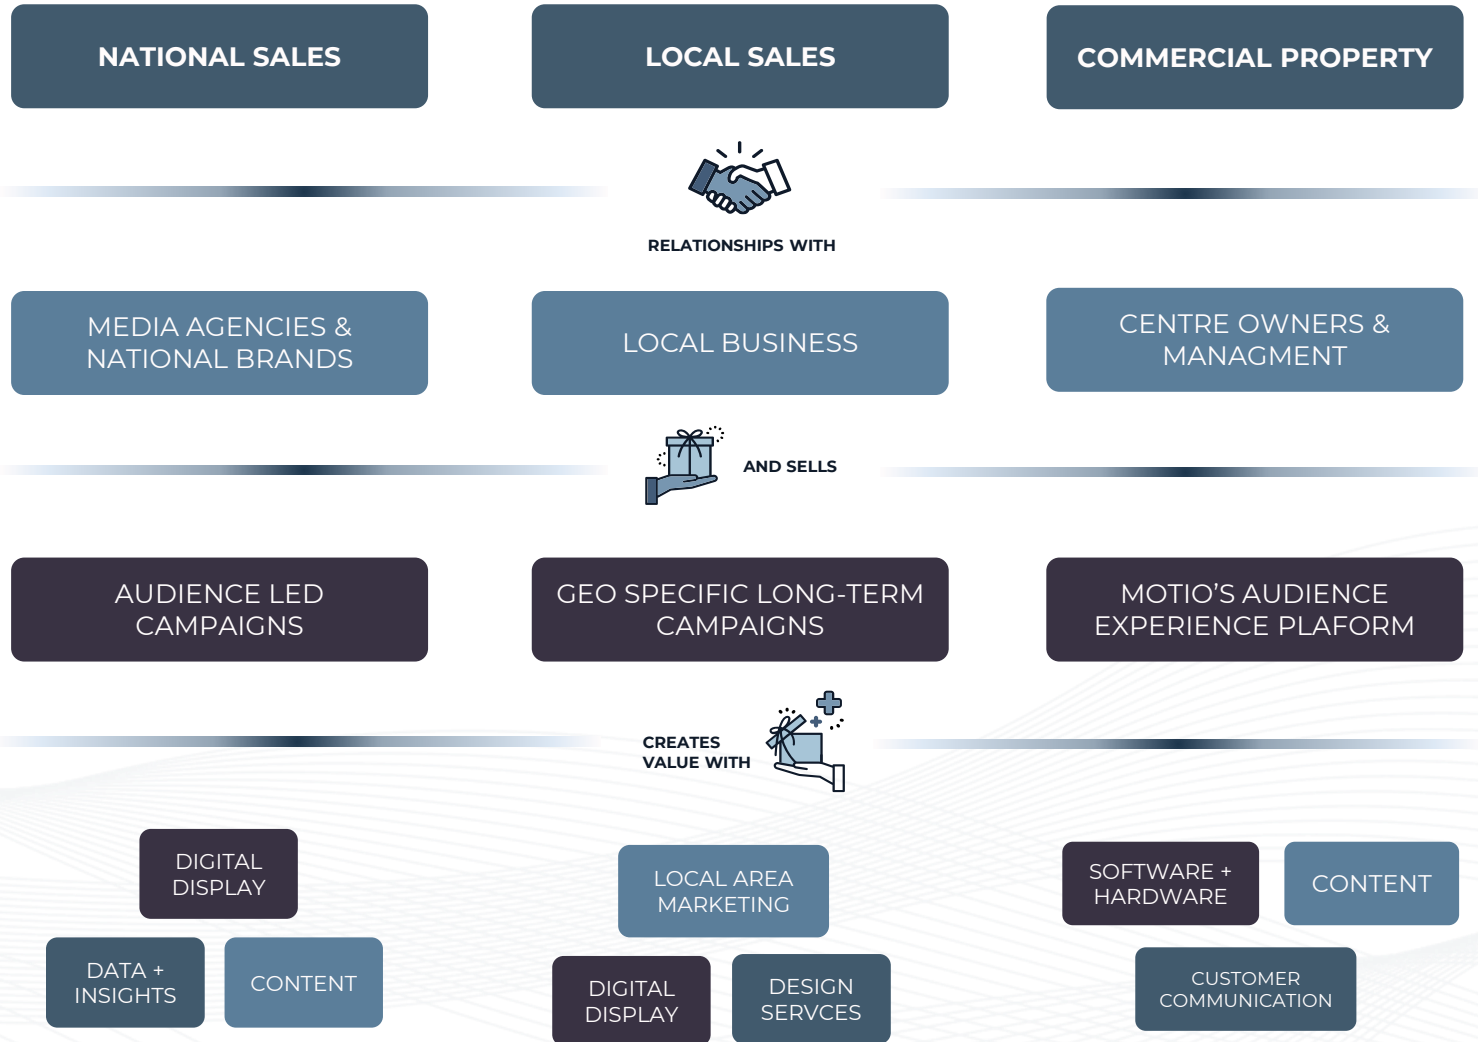 NATIONAL SALES
LOCAL SALES
COMMERCIAL PROPERTY
RELATIONSHIPS WITH
MEDIA AGENCIES &
NATIONAL BRANDS
LOCAL BUSINESS
CENTRE OWNERS &
MANAGMENT
AND SELLS
AUDIENCE LED
CAMPAIGNS
GEO SPECIFIC LONG-TERM
CAMPAIGNS
MOTIO’S AUDIENCE
EXPERIENCE PLAFORM
CREATES
VALUE WITH
DIGITAL
DISPLAY
DATA +
INSIGHTS
CONTENT
LOCAL AREA
MARKETING
DIGITAL
DISPLAY
DESIGN
SERVCES
SOFTWARE +
HARDWARE
CONTENT
CUSTOMER
COMMUNICATION